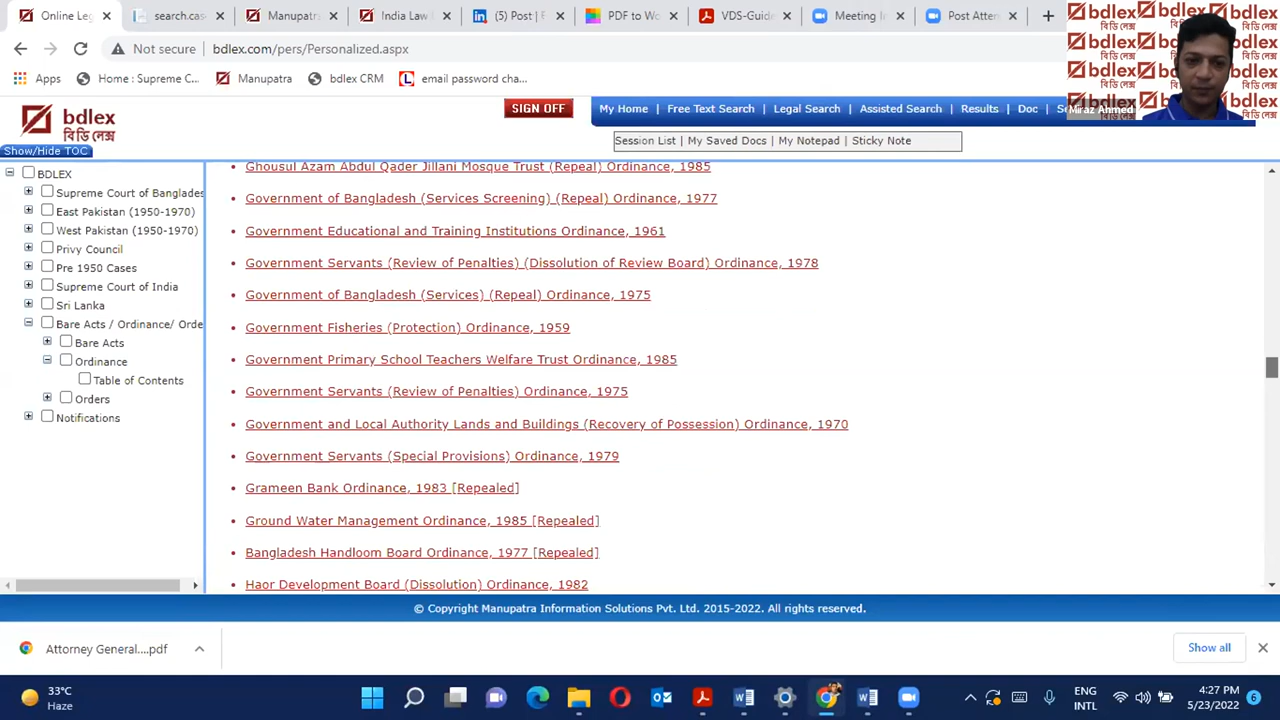 Online Le
search.cas
Manupatra
India Law
(4) Post | F
PDF to Wo
VDS-Guide
Meeting In
Post Atten
Not secure
bdlex.com/pers/Personalized.aspx
Apps
Home : Supreme C...
Manupatra
bdlex CRM
email password cha...
bdlex
বিডি লেক্স
bdlex
বিডি লেক্স
Miraz Ahmed
SIGN OFF
My Home | Free Text Search | Legal Search | Assisted Search | Results | Doc | S
Session List | My Saved Docs | My Notepad | Sticky Note
Show/Hide TOC
BDLEX
Supreme Court of Banglades
East Pakistan (1950-1970)
West Pakistan (1950-1970)
Privy Council
Pre 1950 Cases
Supreme Court of India
Sri Lanka
Bare Acts / Ordinance/ Orde
Bare Acts
Ordinance
Table of Contents
Orders
Notifications
Ghousul Azam Abdul Qader Jillani Mosque Trust (Repeal) Ordinance, 1985
Government of Bangladesh (Services Screening) (Repeal) Ordinance, 1977
Government Educational and Training Institutions Ordinance, 1961
Government Servants (Review of Penalties) (Dissolution of Review Board) Ordinance, 1978
Government of Bangladesh (Services) (Repeal) Ordinance, 1975
Government Fisheries (Protection) Ordinance, 1959
Government Primary School Teachers Welfare Trust Ordinance, 1985
Government Servants (Review of Penalties) Ordinance, 1975
Government and Local Authority Lands and Buildings (Recovery of Possession) Ordinance, 1970
Government Servants (Special Provisions) Ordinance, 1979
Grameen Bank Ordinance, 1983 [Repealed]
Ground Water Management Ordinance, 1985 [Repealed]
Bangladesh Handloom Board Ordinance, 1977 [Repealed]
Haor Development Board (Dissolution) Ordinance, 1982
© Copyright Manupatra Information Solutions Pvt. Ltd. 2015-2022. All rights reserved.
Attorney General....pdf
Show all
33°C
Haze
ENG
INTL
4:27 PM
5/23/2022
6